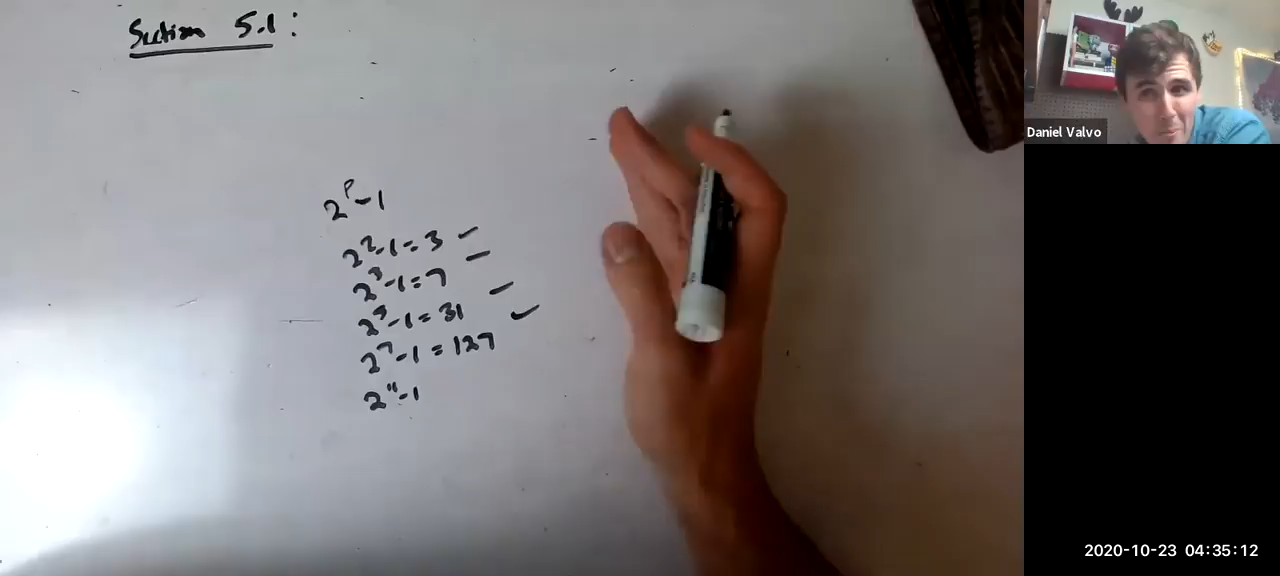 Section 5.1:
2^p-1
2^2-1=3 ✓
2^3-1=7 ✓
2^5-1=31 ✓
2^7-1=127 ✓
2^11-1
Daniel Valvo
2020-10-23 04:35:12